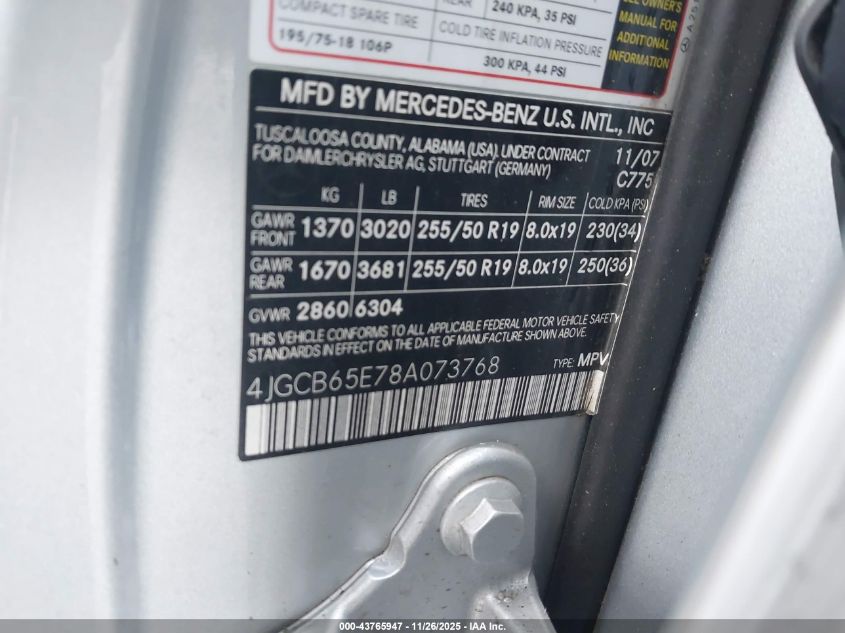 REAR
240 KPA, 35 PSI
COMPACT SPARE TIRE
195/75-18 106P
COLD TIRE INFLATION PRESSURE
300 KPA, 44 PSI
SEE OWNER'S
MANUAL FOR
ADDITIONAL
INFORMATION
MFD BY MERCEDES-BENZ U.S. INTL., INC
TUSCALOOSA COUNTY, ALABAMA (USA). UNDER CONTRACT 11/07
FOR DAIMLERCHRYSLER AG, STUTTGART (GERMANY) C775
KG LB TIRES RIM SIZE COLD KPA (PSI)
GAWR FRONT 1370 3020 255/50 R19 8.0x19 230(34)
GAWR REAR 1670 3681 255/50 R19 8.0x19 250(36)
GVWR 2860 6304
THIS VEHICLE CONFORMS TO ALL APPLICABLE FEDERAL MOTOR VEHICLE SAFETY
STANDARDS IN EFFECT ON THE DATE OF MANUFACTURE SHOWN ABOVE.
4JGCB65E78A073768 TYPE: MPV
000-43765947 - 11/26/2025 - IAA Inc.